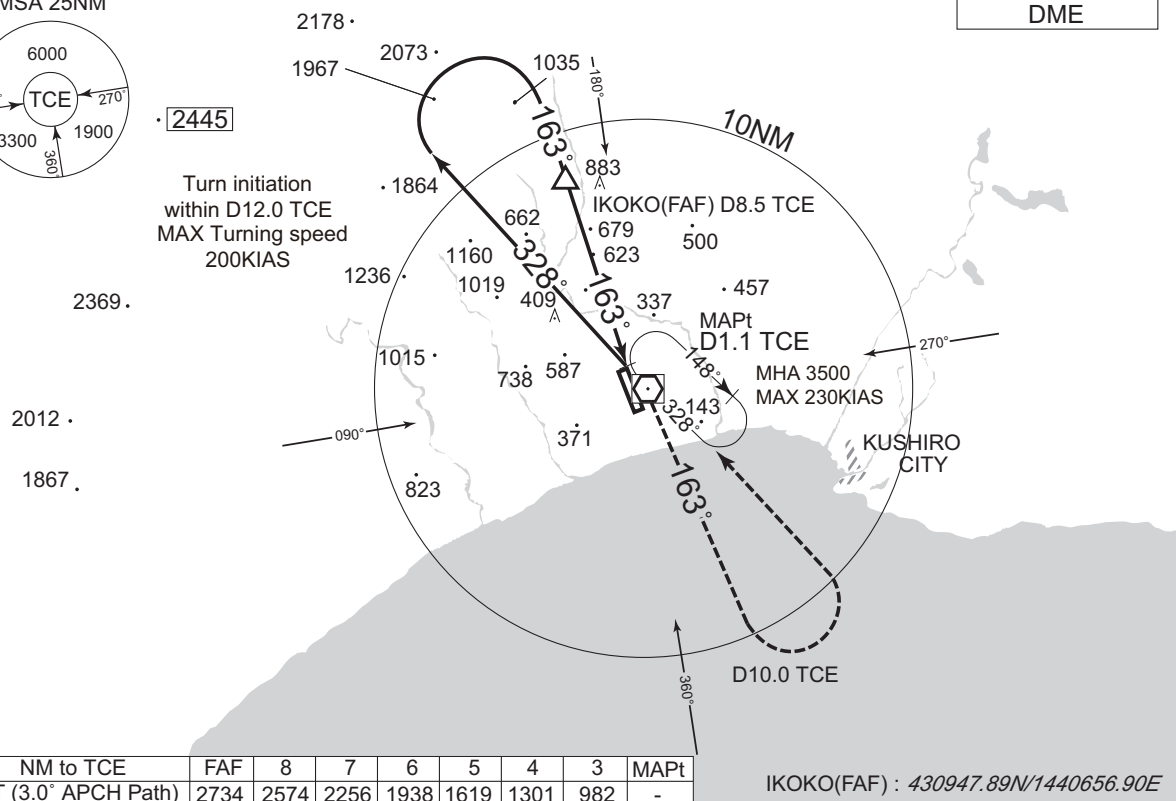 MSA 25NM
6000
TCE
270°
3300
1900
360°
DME
2178
2073
1967
1035
180°
2445
163°
10NM
883
Turn initiation
within D12.0 TCE
MAX Turning speed
200KIAS
1864
IKOKO(FAF) D8.5 TCE
662
679
500
1160
328°
623
1236
1019
409
163°
457
2369
337
MAPt
D1.1 TCE
270°
1015
148°
738
587
MHA 3500
MAX 230KIAS
143
328°
2012
090°
371
KUSHIRO
CITY
1867
823
163°
D10.0 TCE
360°
NM to TCE FAF 8 7 6 5 4 3 MAPt
T (3.0° APCH Path) 2734 2574 2256 1938 1619 1301 982 -
IKOKO(FAF) : 430947.89N/1440656.90E